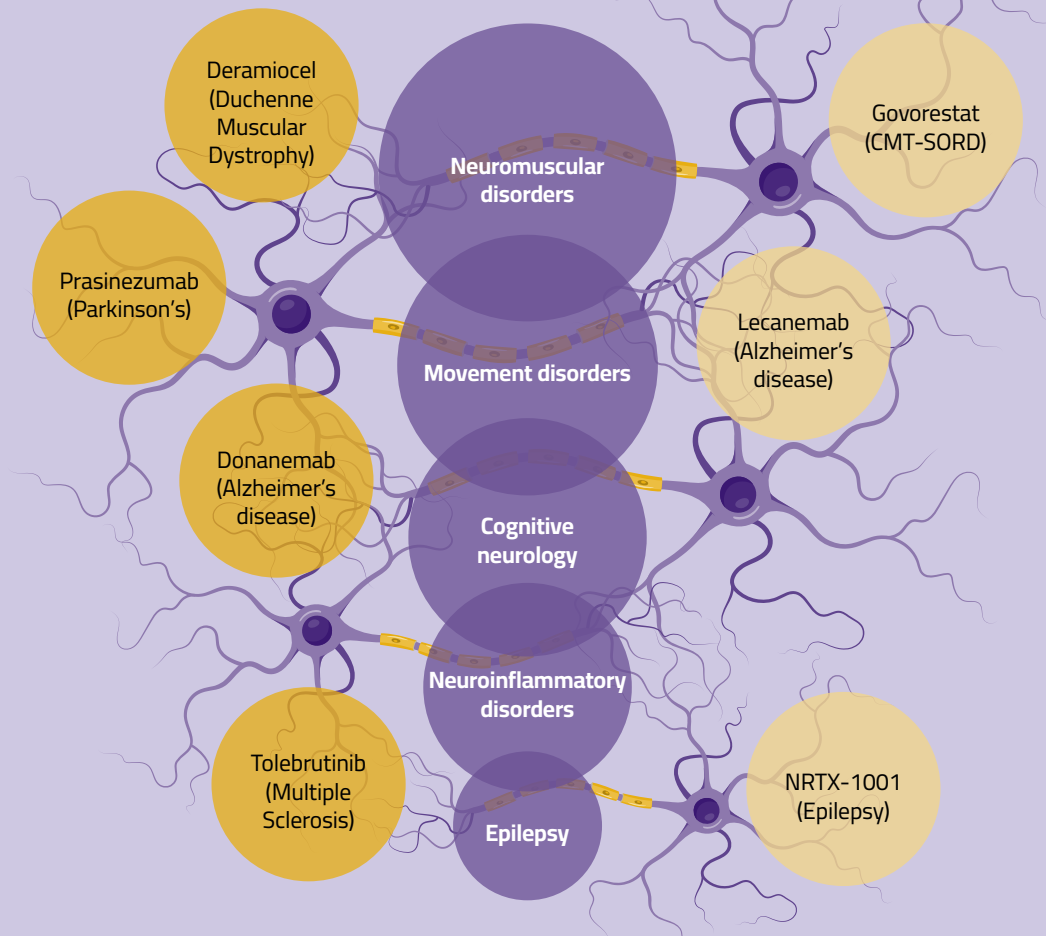 Deramiocel
(Duchenne
Muscular
Dystrophy)
Neuromuscular
disorders
Govorestat
(CMT-SORD)
Prasinezumab
(Parkinson’s)
Movement disorders
Lecanemab
(Alzheimer’s
disease)
Donanemab
(Alzheimer’s
disease)
Cognitive
neurology
Neuroinflammatory
disorders
Tolebrutinib
(Multiple
Sclerosis)
Epilepsy
NRTX-1001
(Epilepsy)